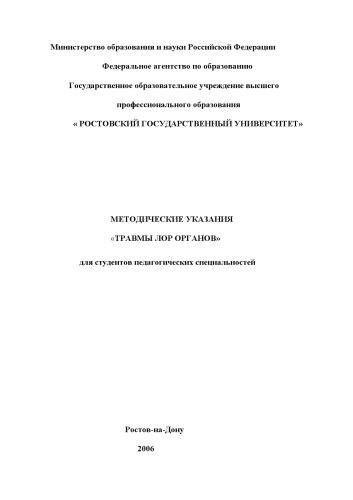 Министерство образования и науки Российской Федерации
Федеральное агентство по образованию
Государственное образовательное учреждение высшего
профессионального образования
« РОСТОВСКИЙ ГОСУДАРСТВЕННЫЙ УНИВЕРСИТЕТ»
МЕТОДИЧЕСКИЕ УКАЗАНИЯ
«ТРАВМЫ ЛОР ОРГАНОВ»
для студентов педагогических специальностей
Ростов-на-Дону
2006